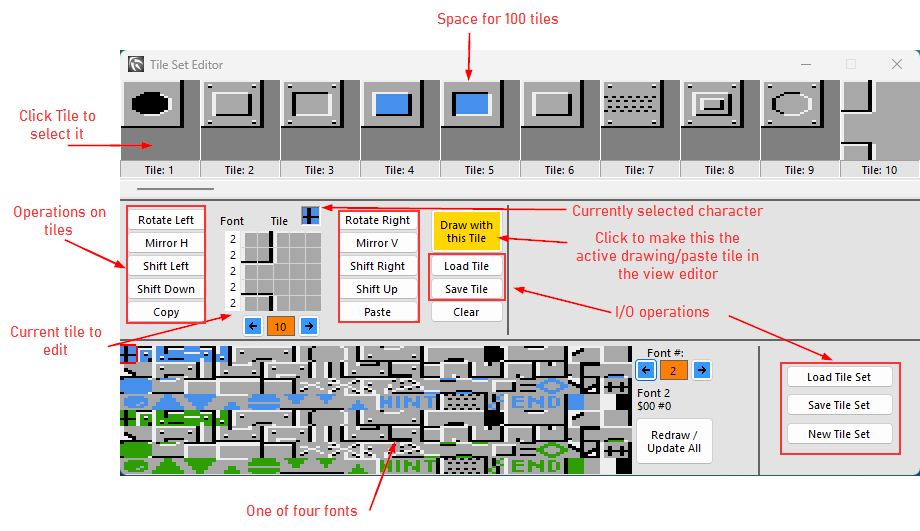 Space for 100 tiles
Tile Set Editor
Click Tile to
select it
Tile: 1
Tile: 2
Tile: 3
Tile: 4
Tile: 5
Tile: 6
Tile: 7
Tile: 8
Tile: 9
Tile: 10
Operations on
tiles
Rotate Left
Mirror H
Shift Left
Shift Down
Copy
Font
Tile
2
2
2
2
10
Rotate Right
Mirror V
Shift Right
Shift Up
Paste
Draw with
this Tile
Load Tile
Save Tile
Clear
Currently selected character
Click to make this the
active drawing/paste tile in
the view editor
I/O operations
Current tile to
edit
HINT
END
HINT
END
Font #:
2
Font 2
$00 #0
Redraw /
Update All
Load Tile Set
Save Tile Set
New Tile Set
One of four fonts